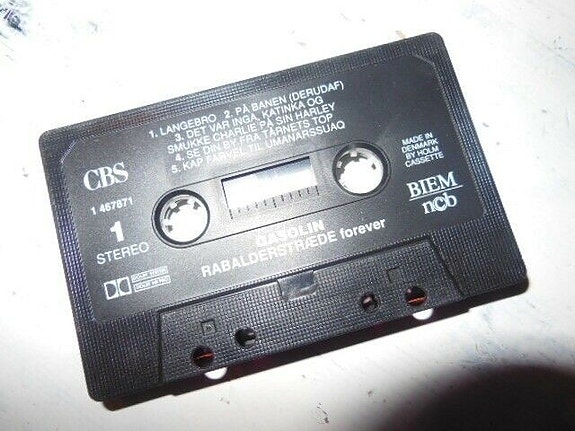 1. LANGEBRO 2. PÅ BANEN (DERUDAF)
3. DET VAR INGA, KATINKA OG
SMUKKE CHARLIE PÅ SIN HARLEY
4. SE DIN BY FRA TÅRNETS TOP
5. KAP FARVEL TIL UMANARSSUAQ
CBS
1 467871
1
STEREO
MADE IN
DENMARK
BY HOLM
CASSETTE
BIEM
ncb
GASOLIN
RABALDERSTRÆDE forever